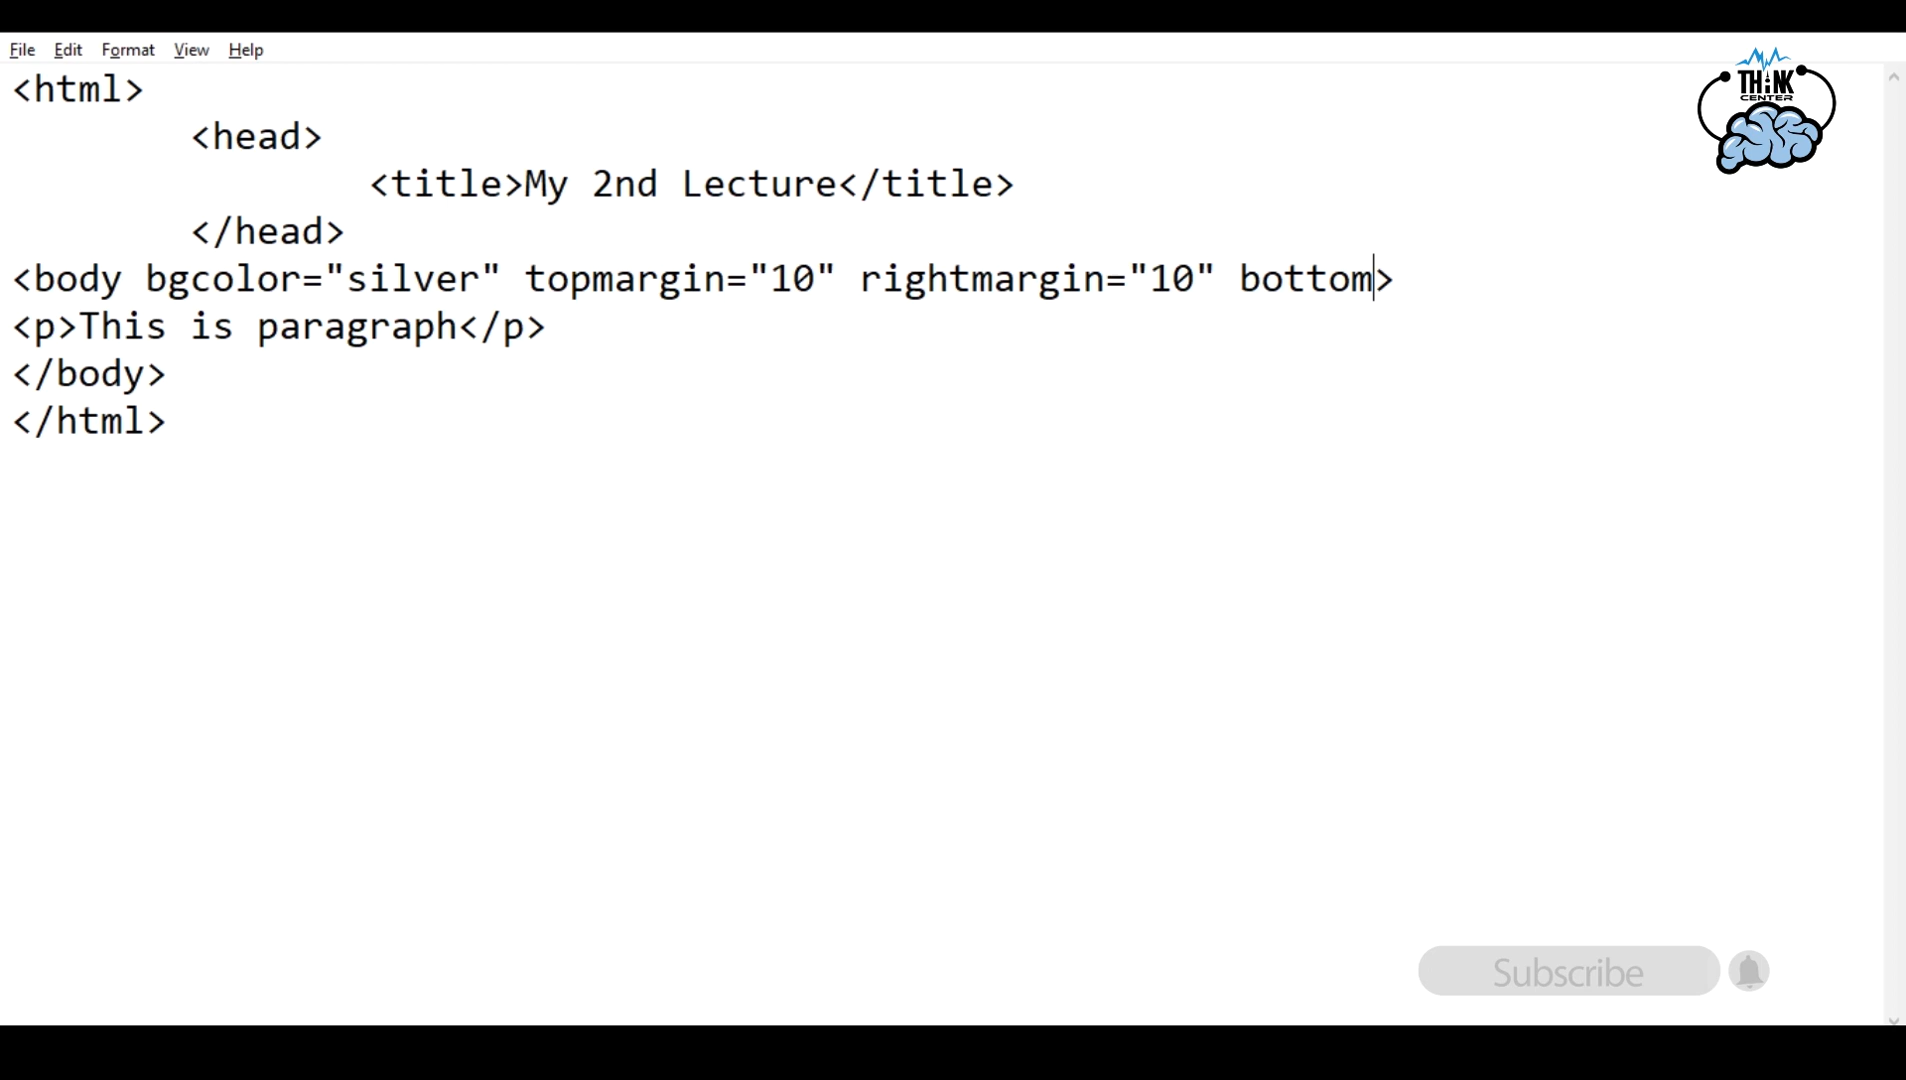 File Edit Format View Help
<html>
<head>
<title>My 2nd Lecture</title>
</head>
<body bgcolor="silver" topmargin="10" rightmargin="10" bottom>
<p>This is paragraph</p>
</body>
</html>
THiNK
CENTER
Subscribe